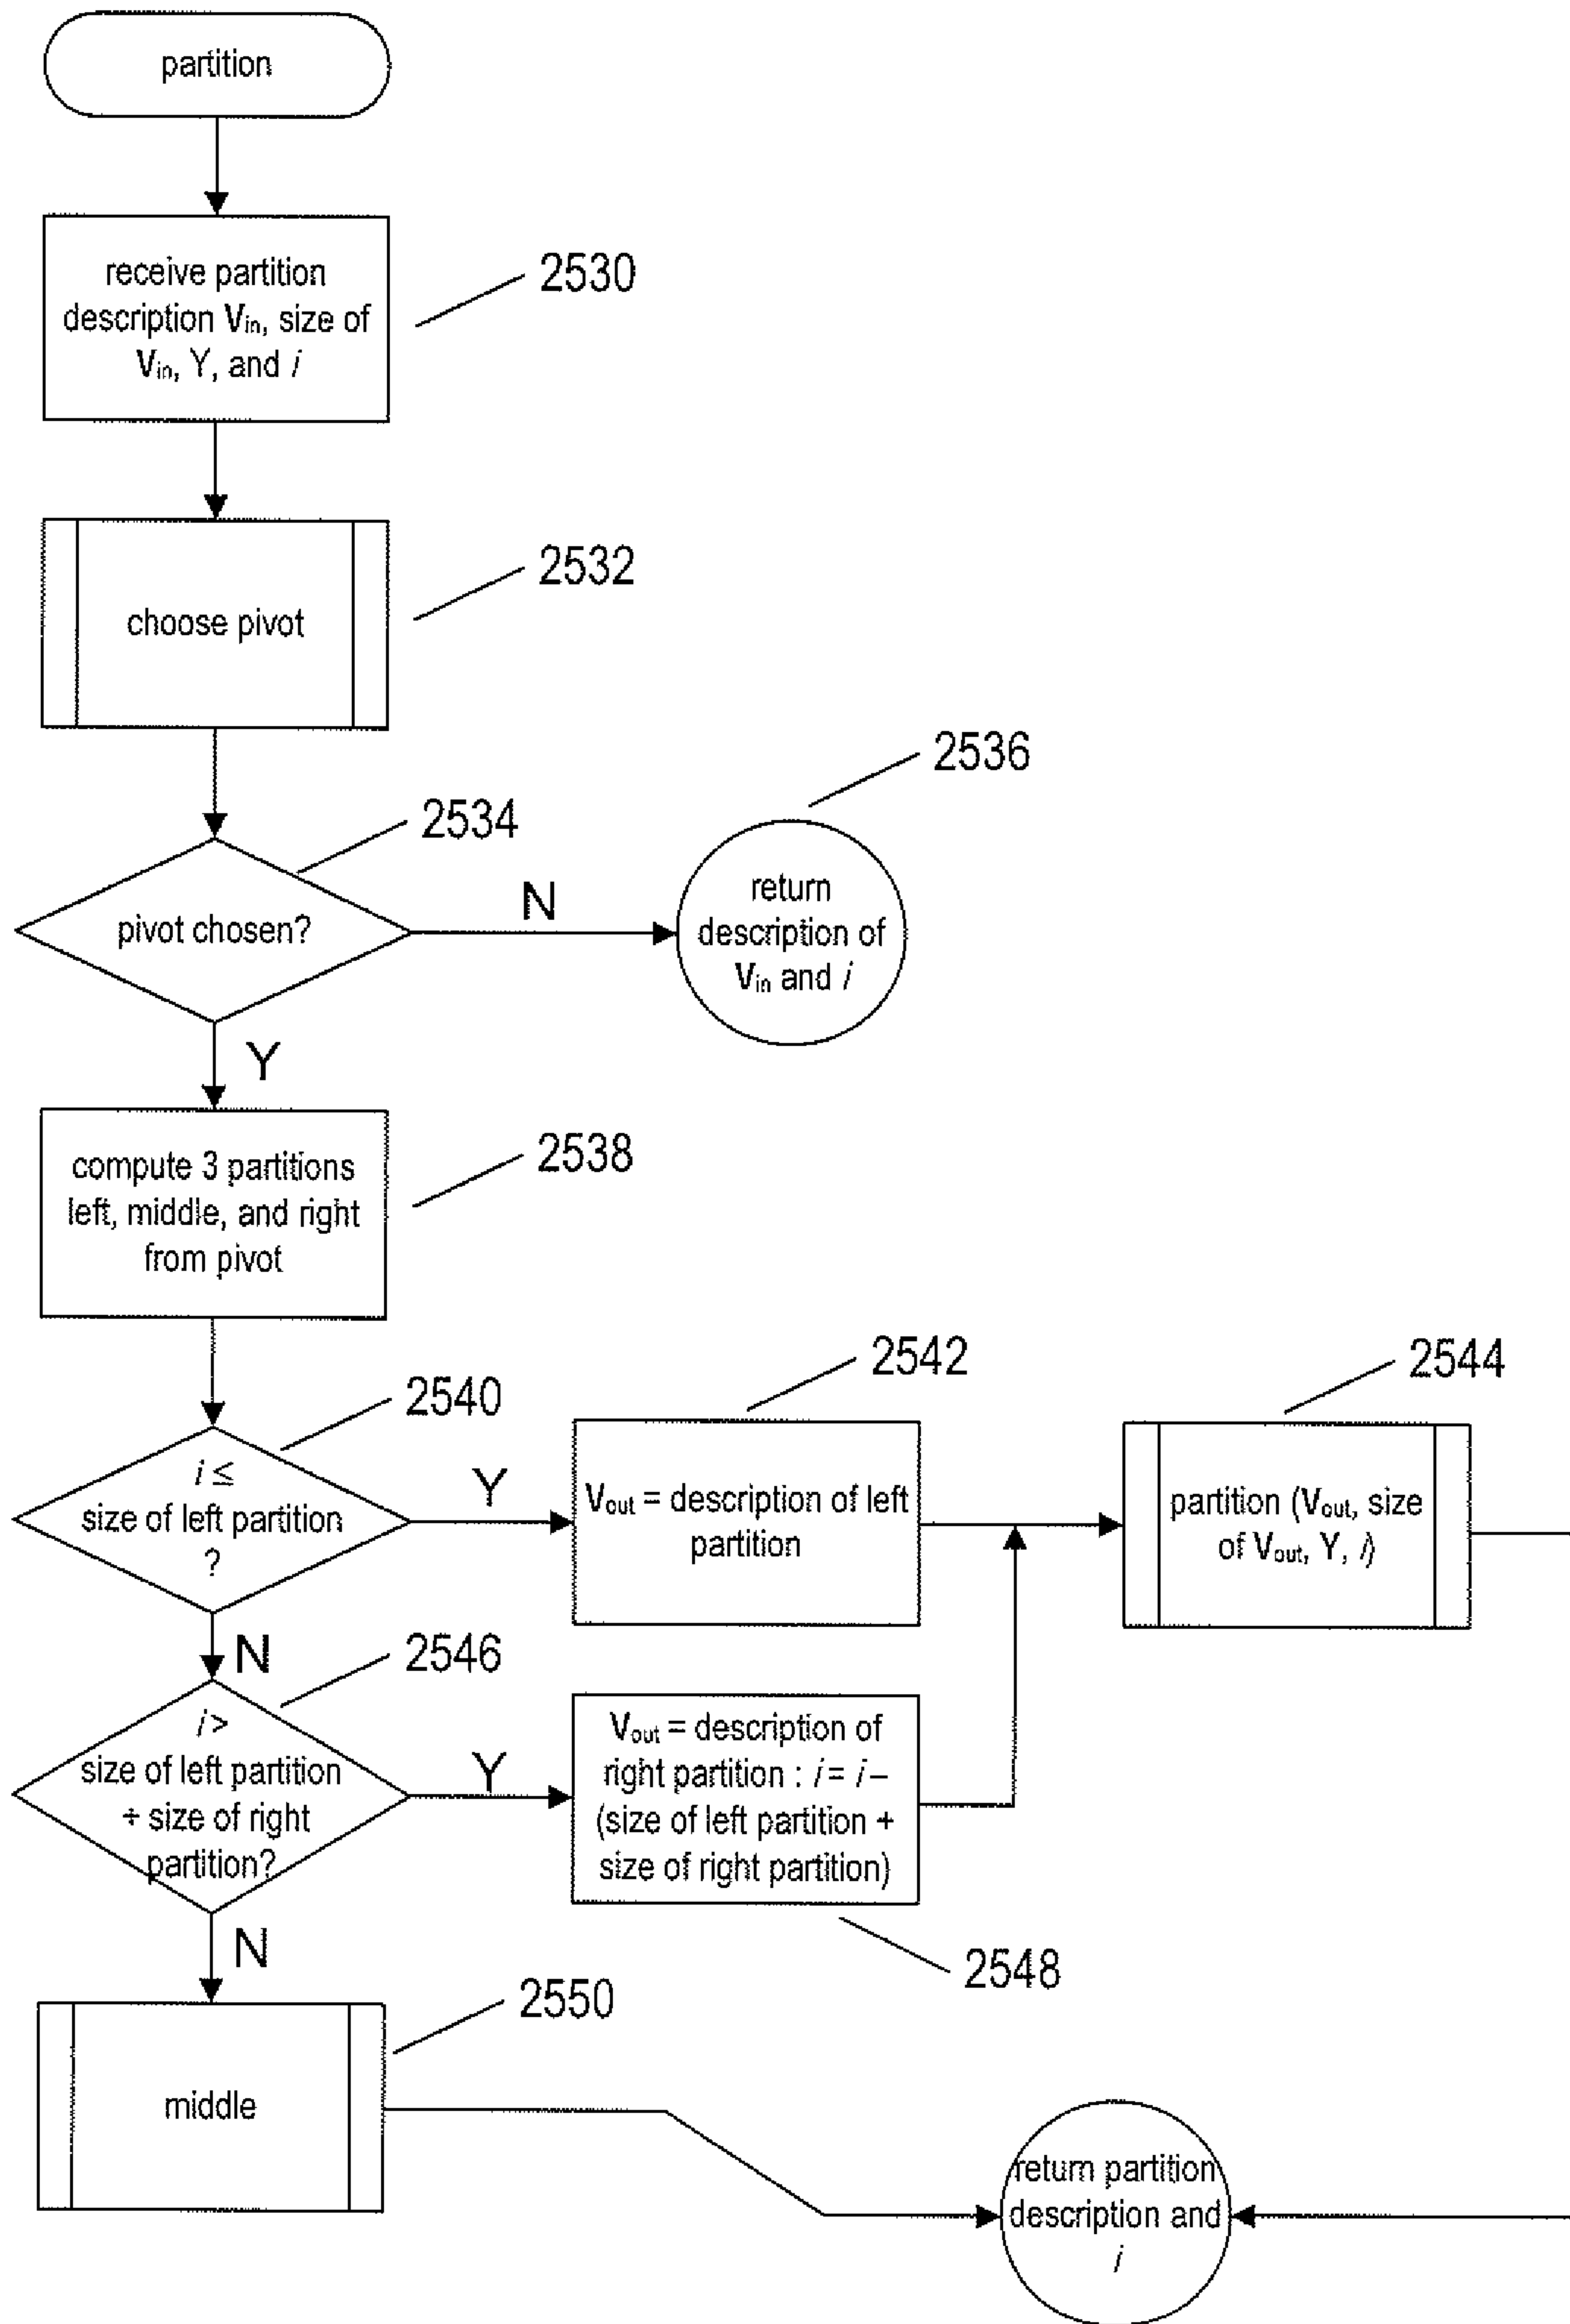 partition
receive partition
description Vin, size of
Vin, Y, and i
2530
choose pivot
2532
2534
pivot chosen?
N
2536
return
description of
Vin and i
Y
compute 3 partitions
left, middle, and right
from pivot
2538
2540
i ≤
size of left partition
?
Y
2542
Vout = description of left
partition
2544
partition (Vout, size
of Vout, Y, i)
N
2546
i >
size of left partition
+ size of right
partition?
Y
Vout = description of
right partition : i = i –
(size of left partition +
size of right partition)
2548
N
2550
middle
return partition
description and
i